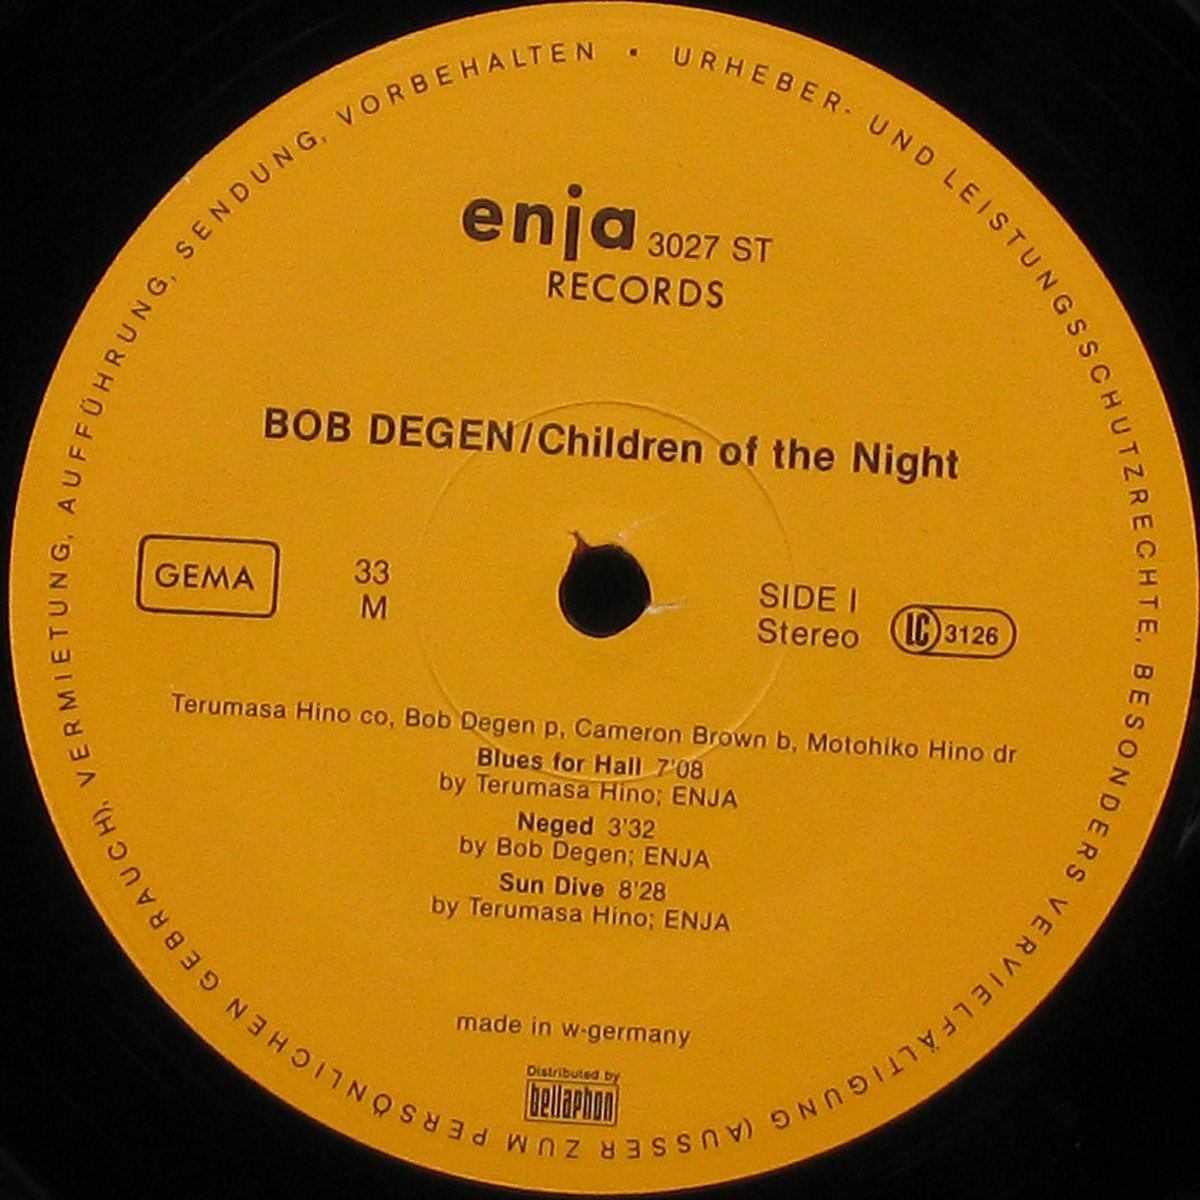 URHEBER- UND LEISTUNGSSCHUTZRECHTE, BESONDERS VERVIELFÄLTIGUNG (AUSSER ZUM PERSÖNLICHEN GEBRAUCH), VERMIETUNG, AUFFÜHRUNG, SENDUNG, VORBEHALTEN •
enja 3027 ST
RECORDS
BOB DEGEN/Children of the Night
GEMA
33
M
SIDE I
Stereo
LC 3126
Terumasa Hino co, Bob Degen p, Cameron Brown b, Motohiko Hino dr
Blues for Hall 7'08
by Terumasa Hino; ENJA
Neged 3'32
by Bob Degen; ENJA
Sun Dive 8'28
by Terumasa Hino; ENJA
made in w-germany
Distributed by
bellaphon